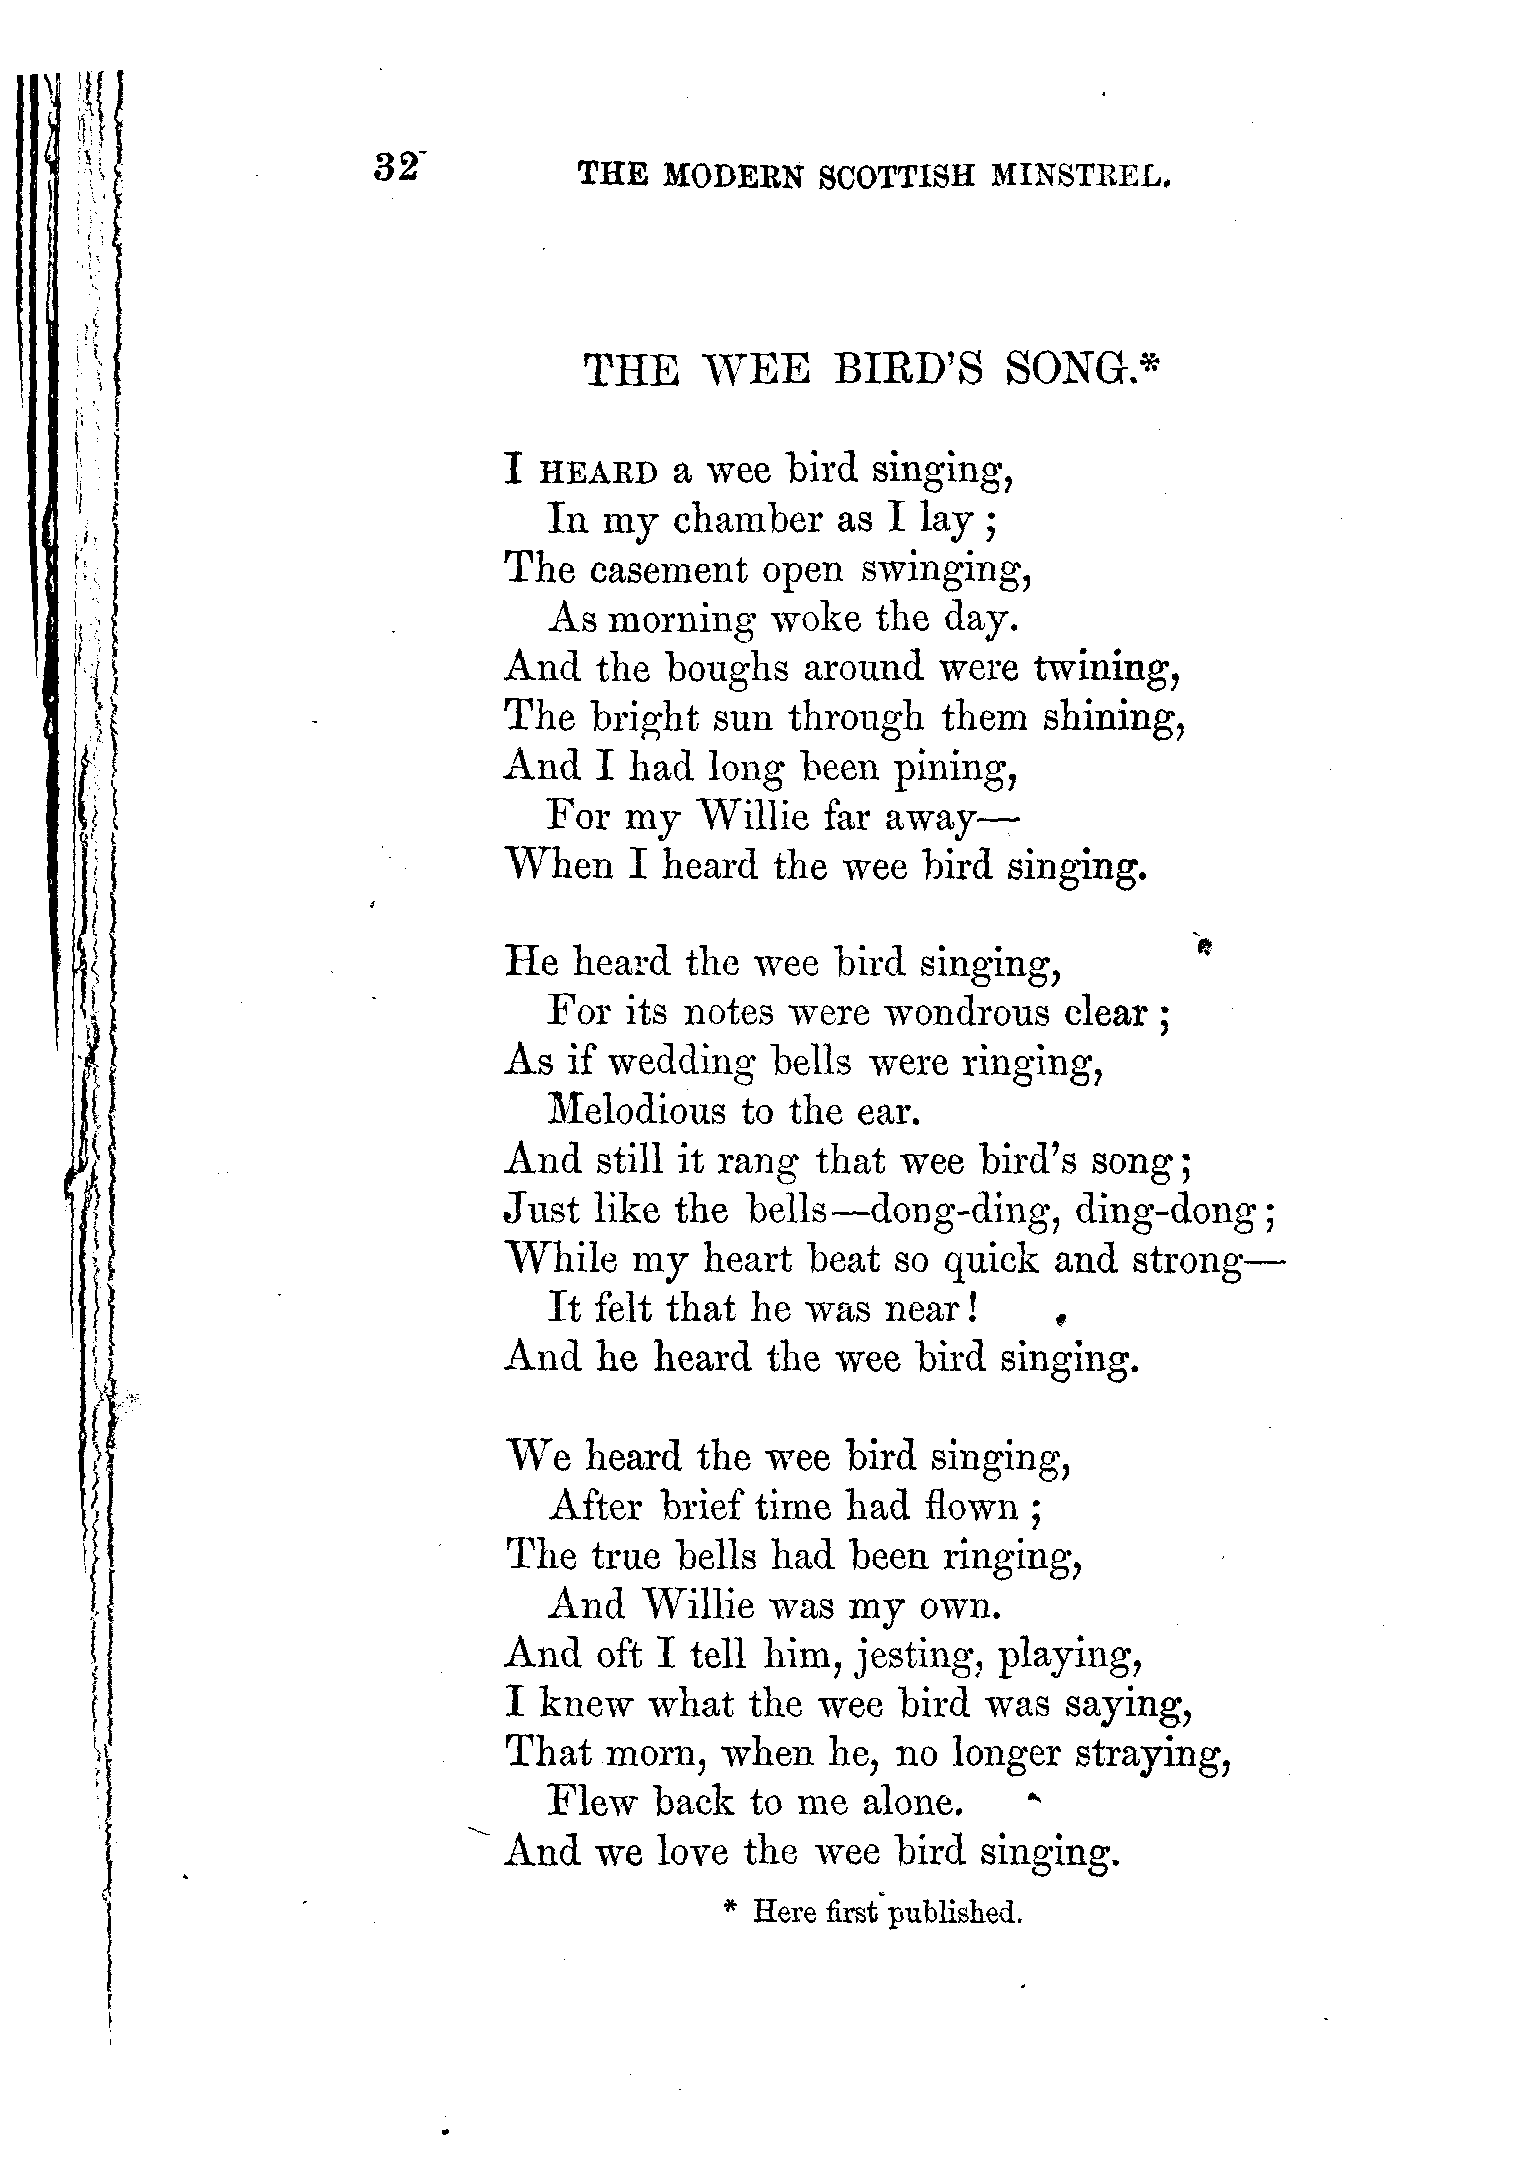 32 THE MODERN SCOTTISH MINSTREL.
THE WEE BIRD'S SONG.*
I HEARD a wee bird singing,
In my chamber as I lay;
The casement open swinging,
As morning woke the day.
And the boughs around were twining,
The bright sun through them shining,
And I had long been pining,
For my Willie far away—
When I heard the wee bird singing.
He heard the wee bird singing,
For its notes were wondrous clear;
As if wedding bells were ringing,
Melodious to the ear.
And still it rang that wee bird's song;
Just like the bells—dong-ding, ding-dong;
While my heart beat so quick and strong—
It felt that he was near!
And he heard the wee bird singing.
We heard the wee bird singing,
After brief time had flown;
The true bells had been ringing,
And Willie was my own.
And oft I tell him, jesting, playing,
I knew what the wee bird was saying,
That morn, when he, no longer straying,
Flew back to me alone.
And we love the wee bird singing.
* Here first published.